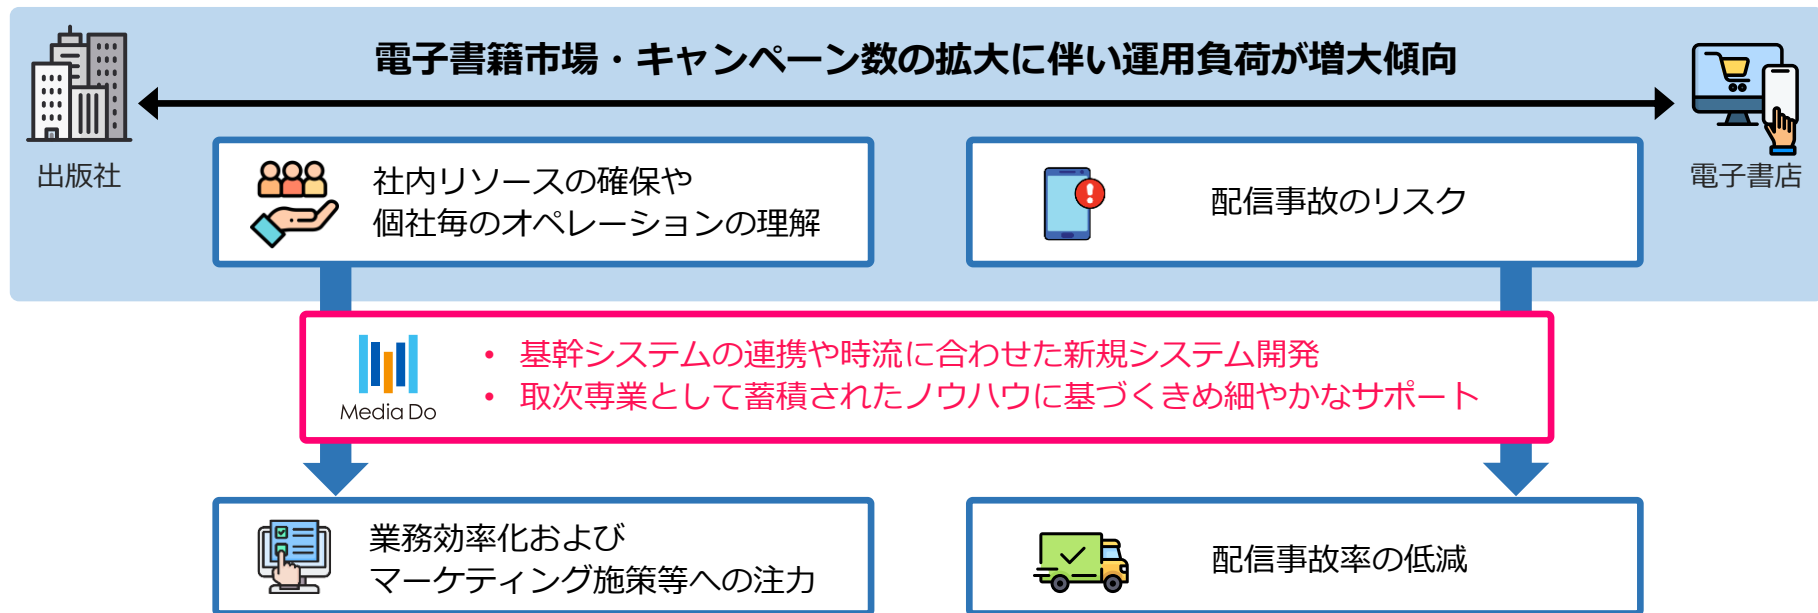 電子書籍市場・キャンペーン数の拡大に伴い運用負荷が増大傾向
出版社
電子書店
社内リソースの確保や
個社毎のオペレーションの理解
配信事故のリスク
Media Do
• 基幹システムの連携や時流に合わせた新規システム開発
• 取次専業として蓄積されたノウハウに基づくきめ細やかなサポート
業務効率化および
マーケティング施策等への注力
配信事故率の低減